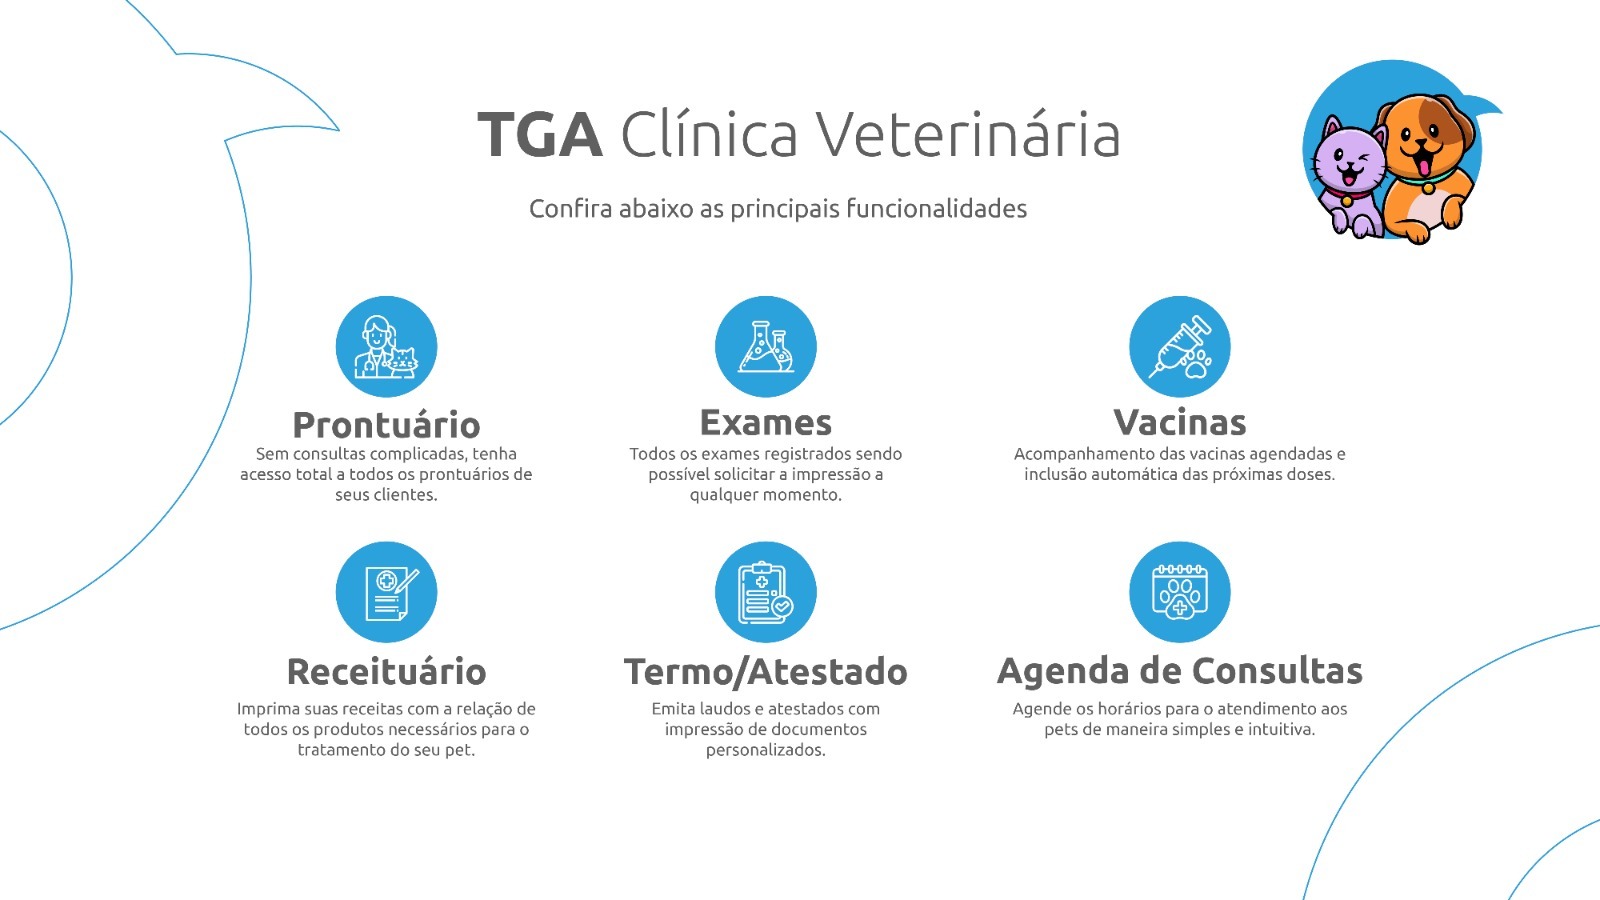 TGA Clínica Veterinária
Confira abaixo as principais funcionalidades
Prontuário
Sem consultas complicadas, tenha
acesso total a todos os prontuários de
seus clientes.
Exames
Todos os exames registrados sendo
possível solicitar a impressão a
qualquer momento.
Vacinas
Acompanhamento das vacinas agendadas e
inclusão automática das próximas doses.
Receituário
Imprima suas receitas com a relação de
todos os produtos necessários para o
tratamento do seu pet.
Termo/Atestado
Emita laudos e atestados com
impressão de documentos
personalizados.
Agenda de Consultas
Agende os horários para o atendimento aos
pets de maneira simples e intuitiva.